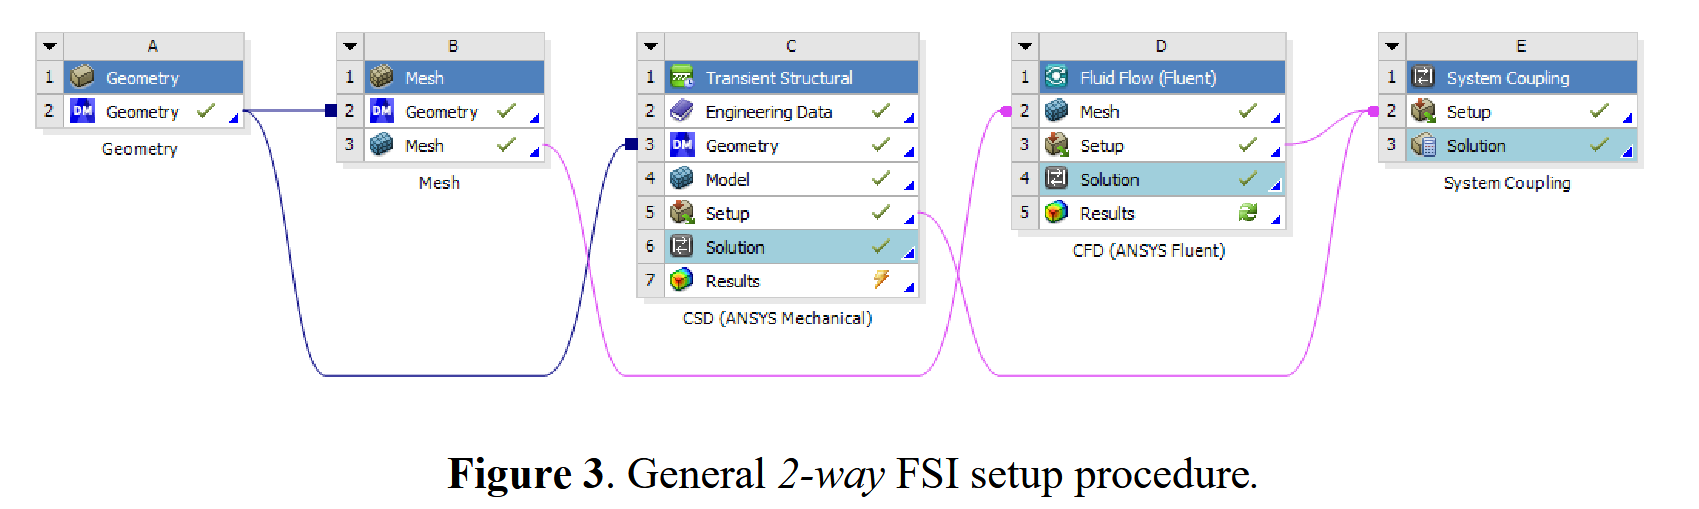 A
1 Geometry
2 DM Geometry
Geometry
B
1 Mesh
2 DM Geometry
3 Mesh
Mesh
C
1 Transient Structural
2 Engineering Data
3 DM Geometry
4 Model
5 Setup
6 Solution
7 Results
CSD (ANSYS Mechanical)
D
1 Fluid Flow (Fluent)
2 Mesh
3 Setup
4 Solution
5 Results
CFD (ANSYS Fluent)
E
1 System Coupling
2 Setup
3 Solution
System Coupling
Figure 3. General 2-way FSI setup procedure.